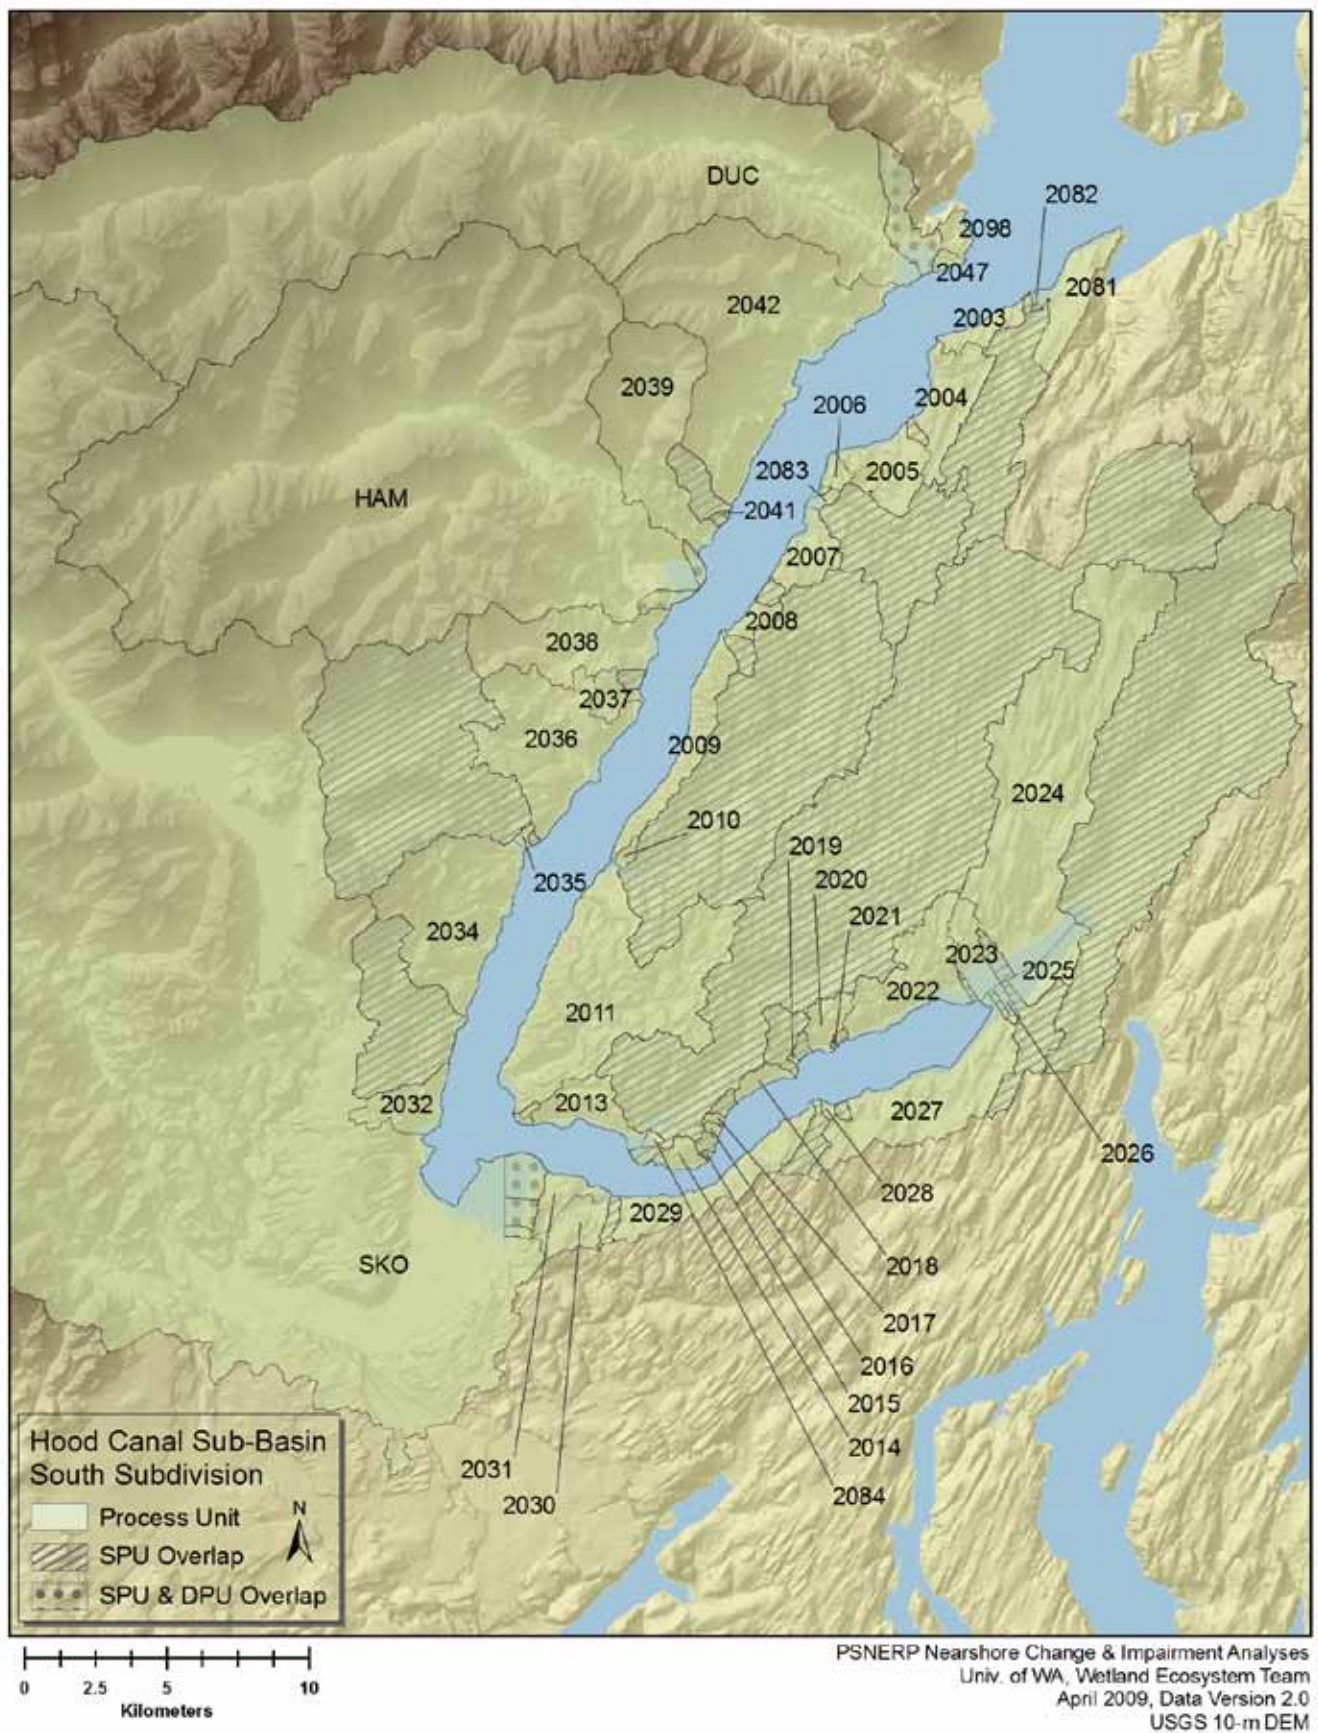 DUC
2082
2098
2047
2081
2042
2003
2039
2004
2006
2083
2005
HAM
2041
2007
2008
2038
2037
2036
2009
2024
2010
2019
2035
2020
2021
2034
2023
2025
2022
2011
2032
2013
2027
2026
2028
2029
SKO
2018
2017
2016
2015
2014
2031
2084
2030
Hood Canal Sub-Basin
South Subdivision
N
Process Unit
SPU Overlap
SPU & DPU Overlap
0 2.5 5 10
Kilometers
PSNERP Nearshore Change & Impairment Analyses
Univ. of WA, Wetland Ecosystem Team
April 2009, Data Version 2.0
USGS 10-m DEM